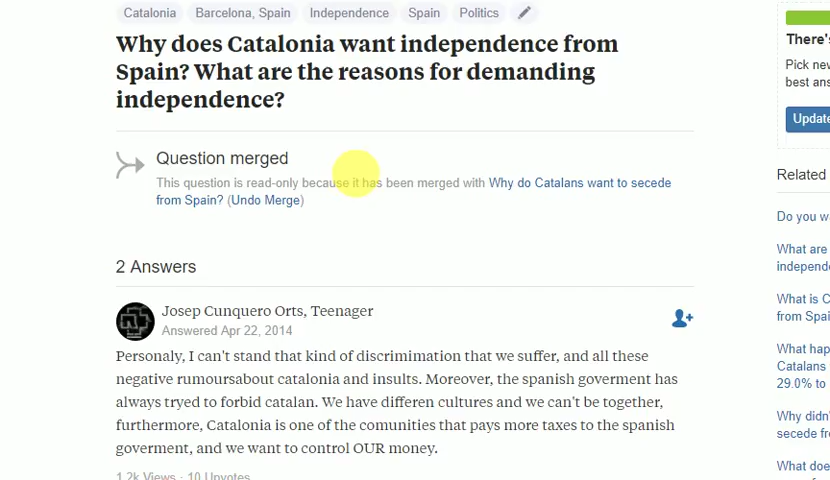 Catalonia Barcelona, Spain Independence Spain Politics
Why does Catalonia want independence from
Spain? What are the reasons for demanding
independence?
Question merged
This question is read-only because it has been merged with Why do Catalans want to secede
from Spain? (Undo Merge)
2 Answers
Josep Cunquero Orts, Teenager
Answered Apr 22, 2014
Personaly, I can't stand that kind of discrimimation that we suffer, and all these
negative rumoursabout catalonia and insults. Moreover, the spanish goverment has
always tryed to forbid catalan. We have differen cultures and we can't be together,
furthermore, Catalonia is one of the comunities that pays more taxes to the spanish
goverment, and we want to control OUR money.
1.2k Views · 10 Upvotes
There's
Pick new
best ans
Update
Related
Do you wa
What are
independe
What is C
from Spai
What hap
Catalans
29.0% to
Why didn'
secede fro
What doe